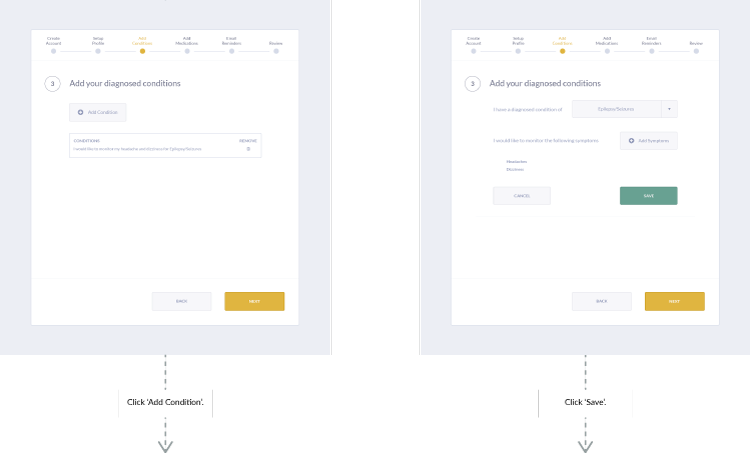 Create Account
Setup Profile
Add Conditions
Add Medications
Email Reminders
Review
3
Add your diagnosed conditions
Add Condition
CONDITIONS
REMOVE
I would like to monitor my headache and dizziness for Epilepsy/Seizures
BACK
NEXT
Click 'Add Condition'.
Create Account
Setup Profile
Add Conditions
Add Medications
Email Reminders
Review
3
Add your diagnosed conditions
I have a diagnosed condition of
Epilepsy/Seizures
I would like to monitor the following symptoms
Add Symptoms
Headaches
Dizziness
CANCEL
SAVE
BACK
NEXT
Click 'Save'.